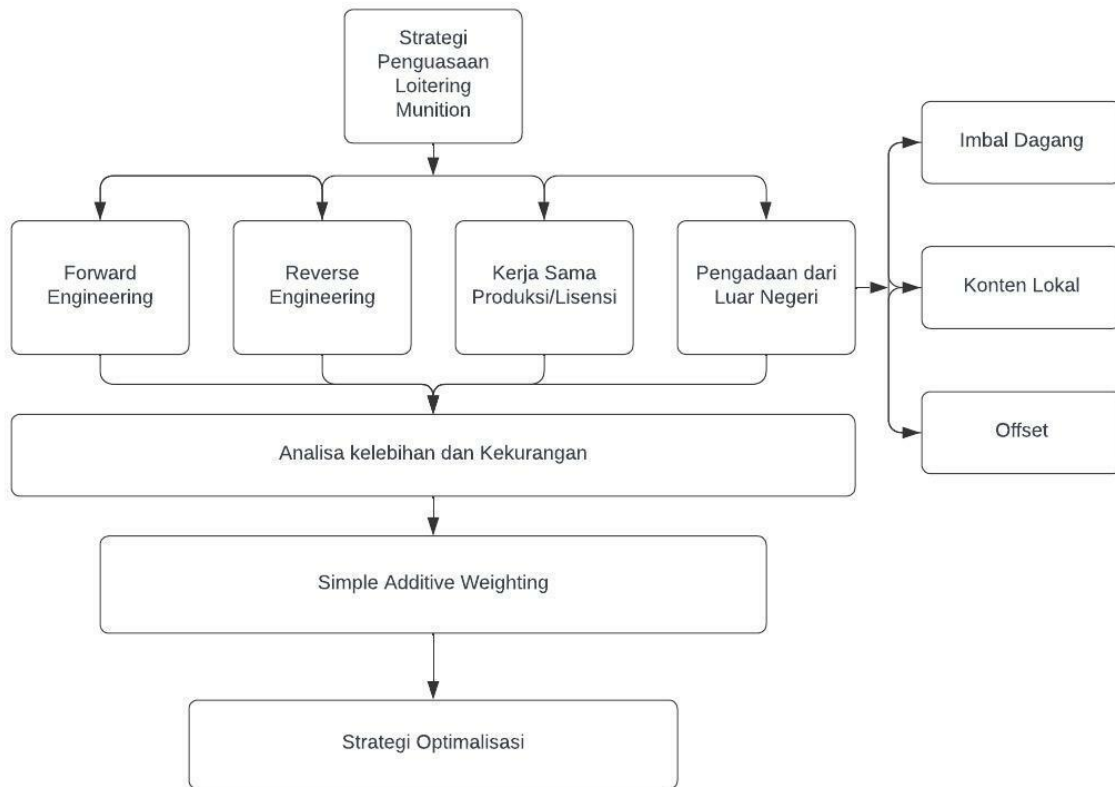 Strategi
Penguasaan
Loitering
Munition
Imbal Dagang
Forward
Engineering
Reverse
Engineering
Kerja Sama
Produksi/Lisensi
Pengadaan dari
Luar Negeri
Konten Lokal
Offset
Analisa kelebihan dan Kekurangan
Simple Additive Weighting
Strategi Optimalisasi